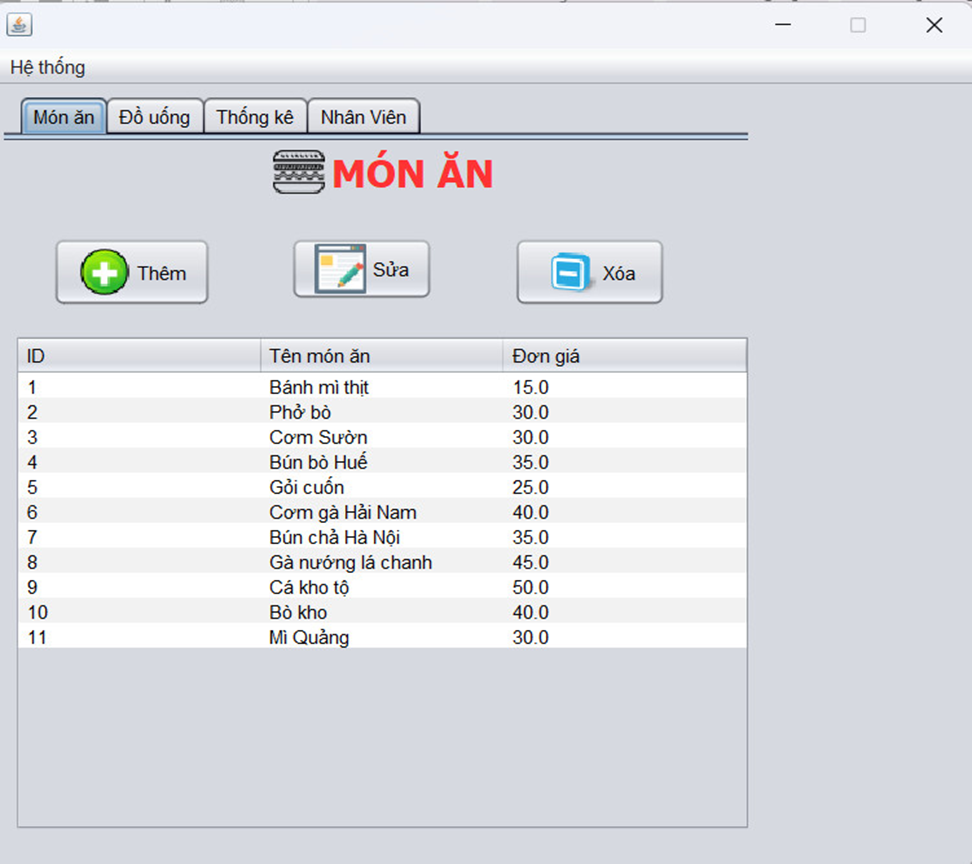 Hệ thống
Món ăn Đồ uống Thống kê Nhân Viên
MÓN ĂN
Thêm Sửa Xóa
ID Tên món ăn Đơn giá
1 Bánh mì thịt 15.0
2 Phở bò 30.0
3 Cơm Sườn 30.0
4 Bún bò Huế 35.0
5 Gỏi cuốn 25.0
6 Cơm gà Hải Nam 40.0
7 Bún chả Hà Nội 35.0
8 Gà nướng lá chanh 45.0
9 Cá kho tộ 50.0
10 Bò kho 40.0
11 Mì Quảng 30.0